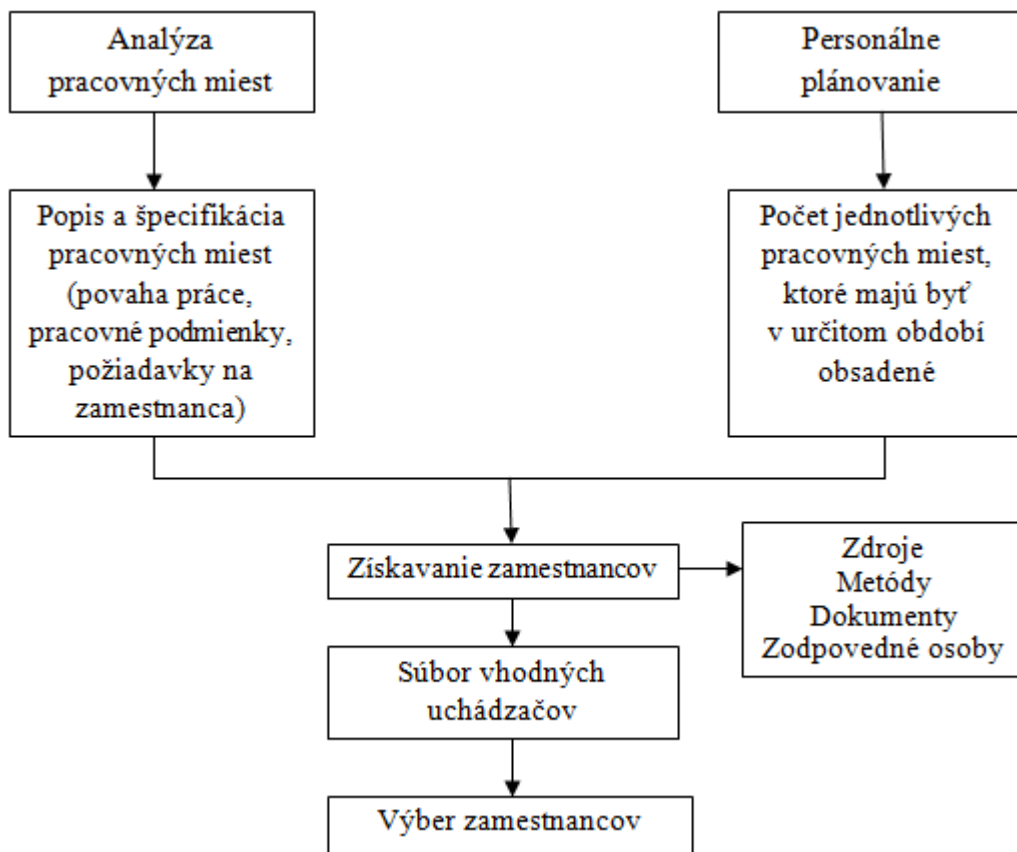 Analýza
pracovných miest
Personálne
plánovanie
Popis a špecifikácia
pracovných miest
(povaha práce,
pracovné podmienky,
požiadavky na
zamestnanca)
Počet jednotlivých
pracovných miest,
ktoré majú byť
v určitom období
obsadené
Získavanie zamestnancov
Zdroje
Metódy
Dokumenty
Zodpovedné osoby
Súbor vhodných
uchádzačov
Výber zamestnancov